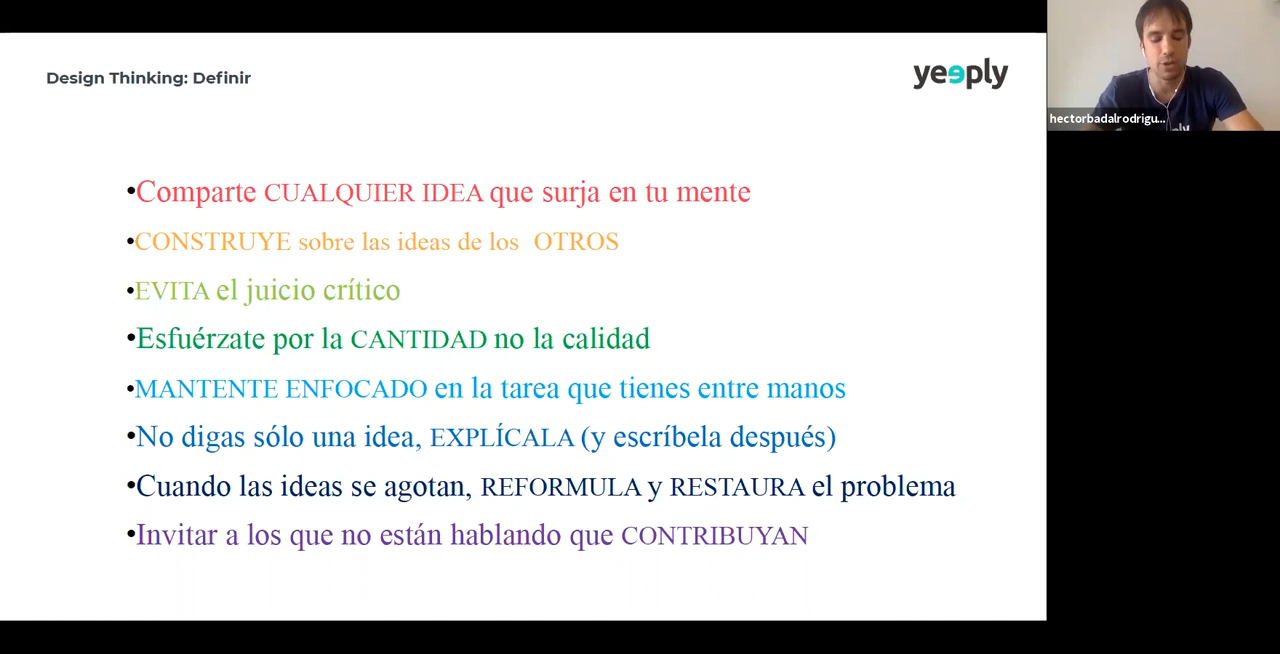 Design Thinking: Definir
yeeply
hectorbadalrodrigu...
•Comparte CUALQUIER IDEA que surja en tu mente
•CONSTRUYE sobre las ideas de los OTROS
•EVITA el juicio crítico
•Esfuérzate por la CANTIDAD no la calidad
•MANTENTE ENFOCADO en la tarea que tienes entre manos
•No digas sólo una idea, EXPLÍCALA (y escríbela después)
•Cuando las ideas se agotan, REFORMULA y RESTAURA el problema
•Invitar a los que no están hablando que CONTRIBUYAN